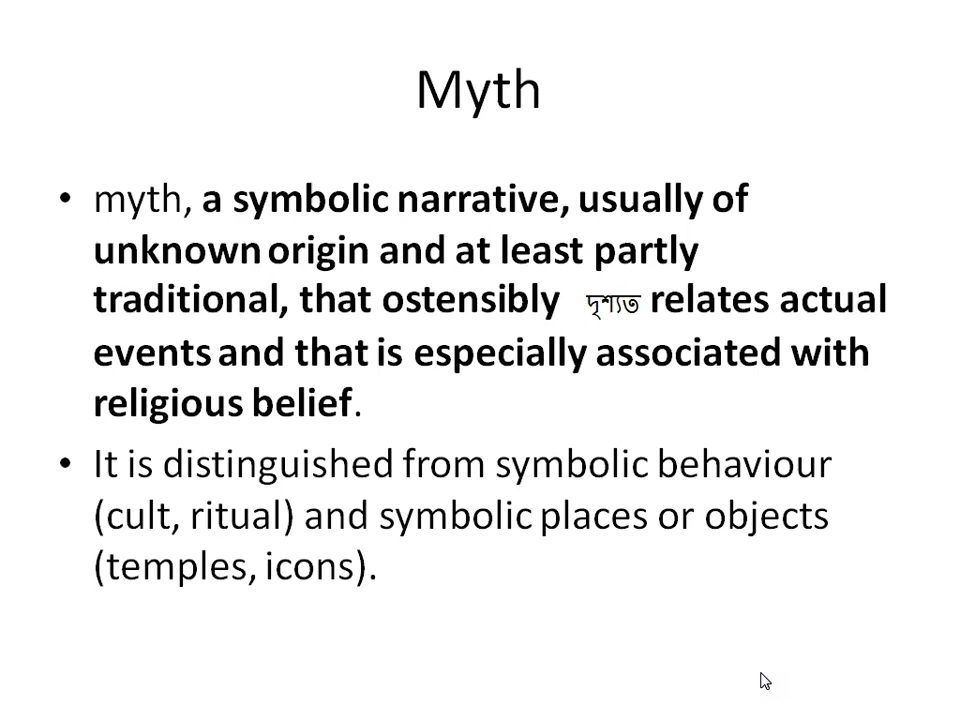 Myth
• myth, a symbolic narrative, usually of
unknown origin and at least partly
traditional, that ostensibly দৃশ্যত relates actual
events and that is especially associated with
religious belief.
• It is distinguished from symbolic behaviour
(cult, ritual) and symbolic places or objects
(temples, icons).